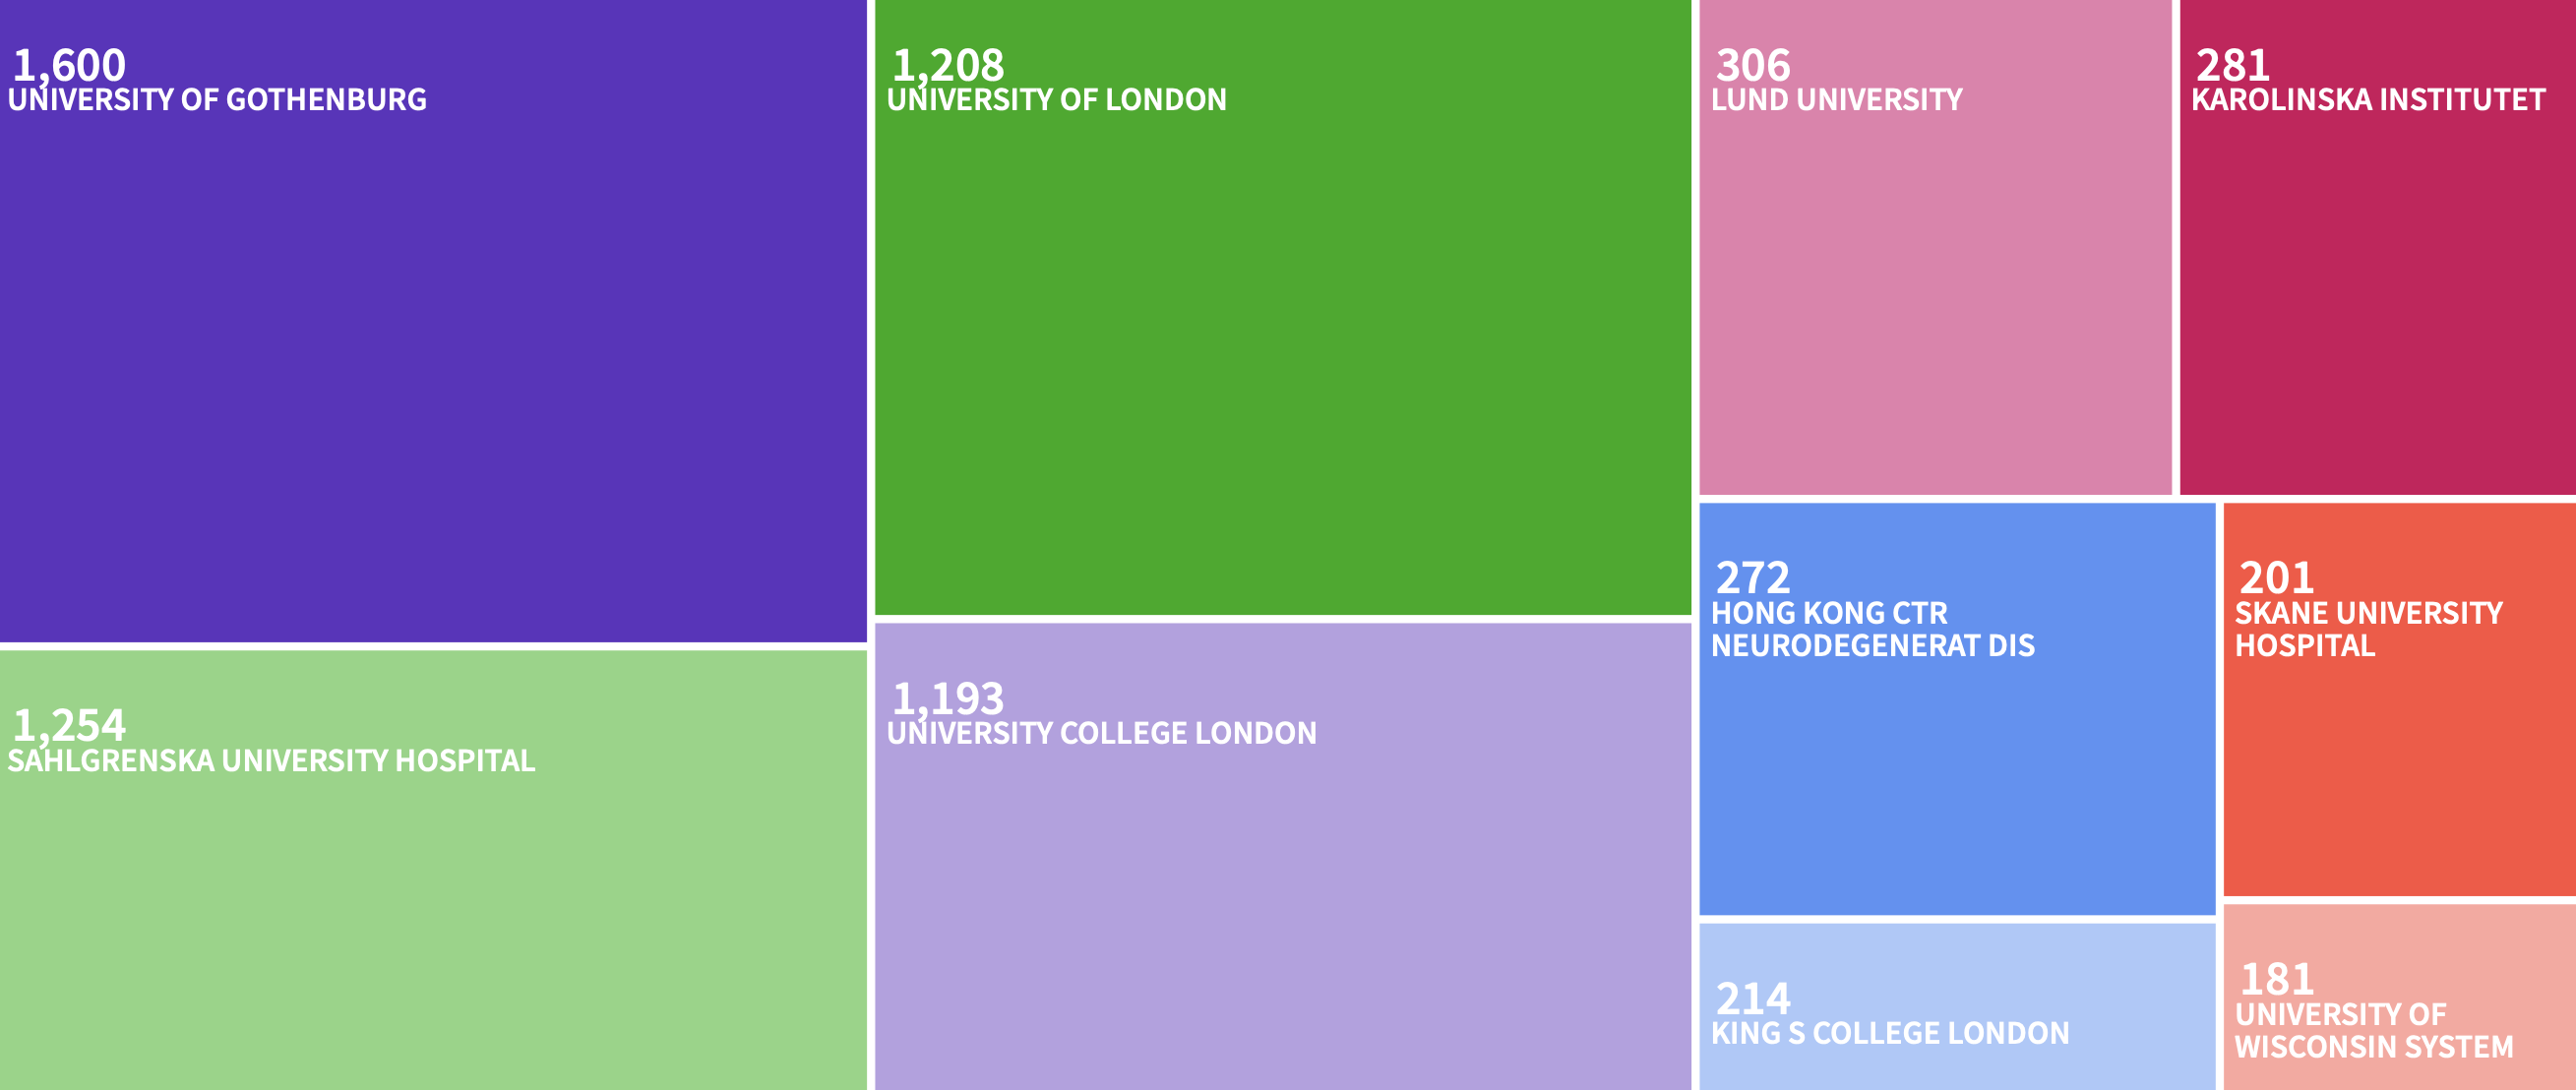 1,600
UNIVERSITY OF GOTHENBURG
1,254
SAHLGRENSKA UNIVERSITY HOSPITAL
1,208
UNIVERSITY OF LONDON
1,193
UNIVERSITY COLLEGE LONDON
306
LUND UNIVERSITY
281
KAROLINSKA INSTITUTET
272
HONG KONG CTR
NEURODEGENERAT DIS
201
SKANE UNIVERSITY
HOSPITAL
214
KING S COLLEGE LONDON
181
UNIVERSITY OF
WISCONSIN SYSTEM